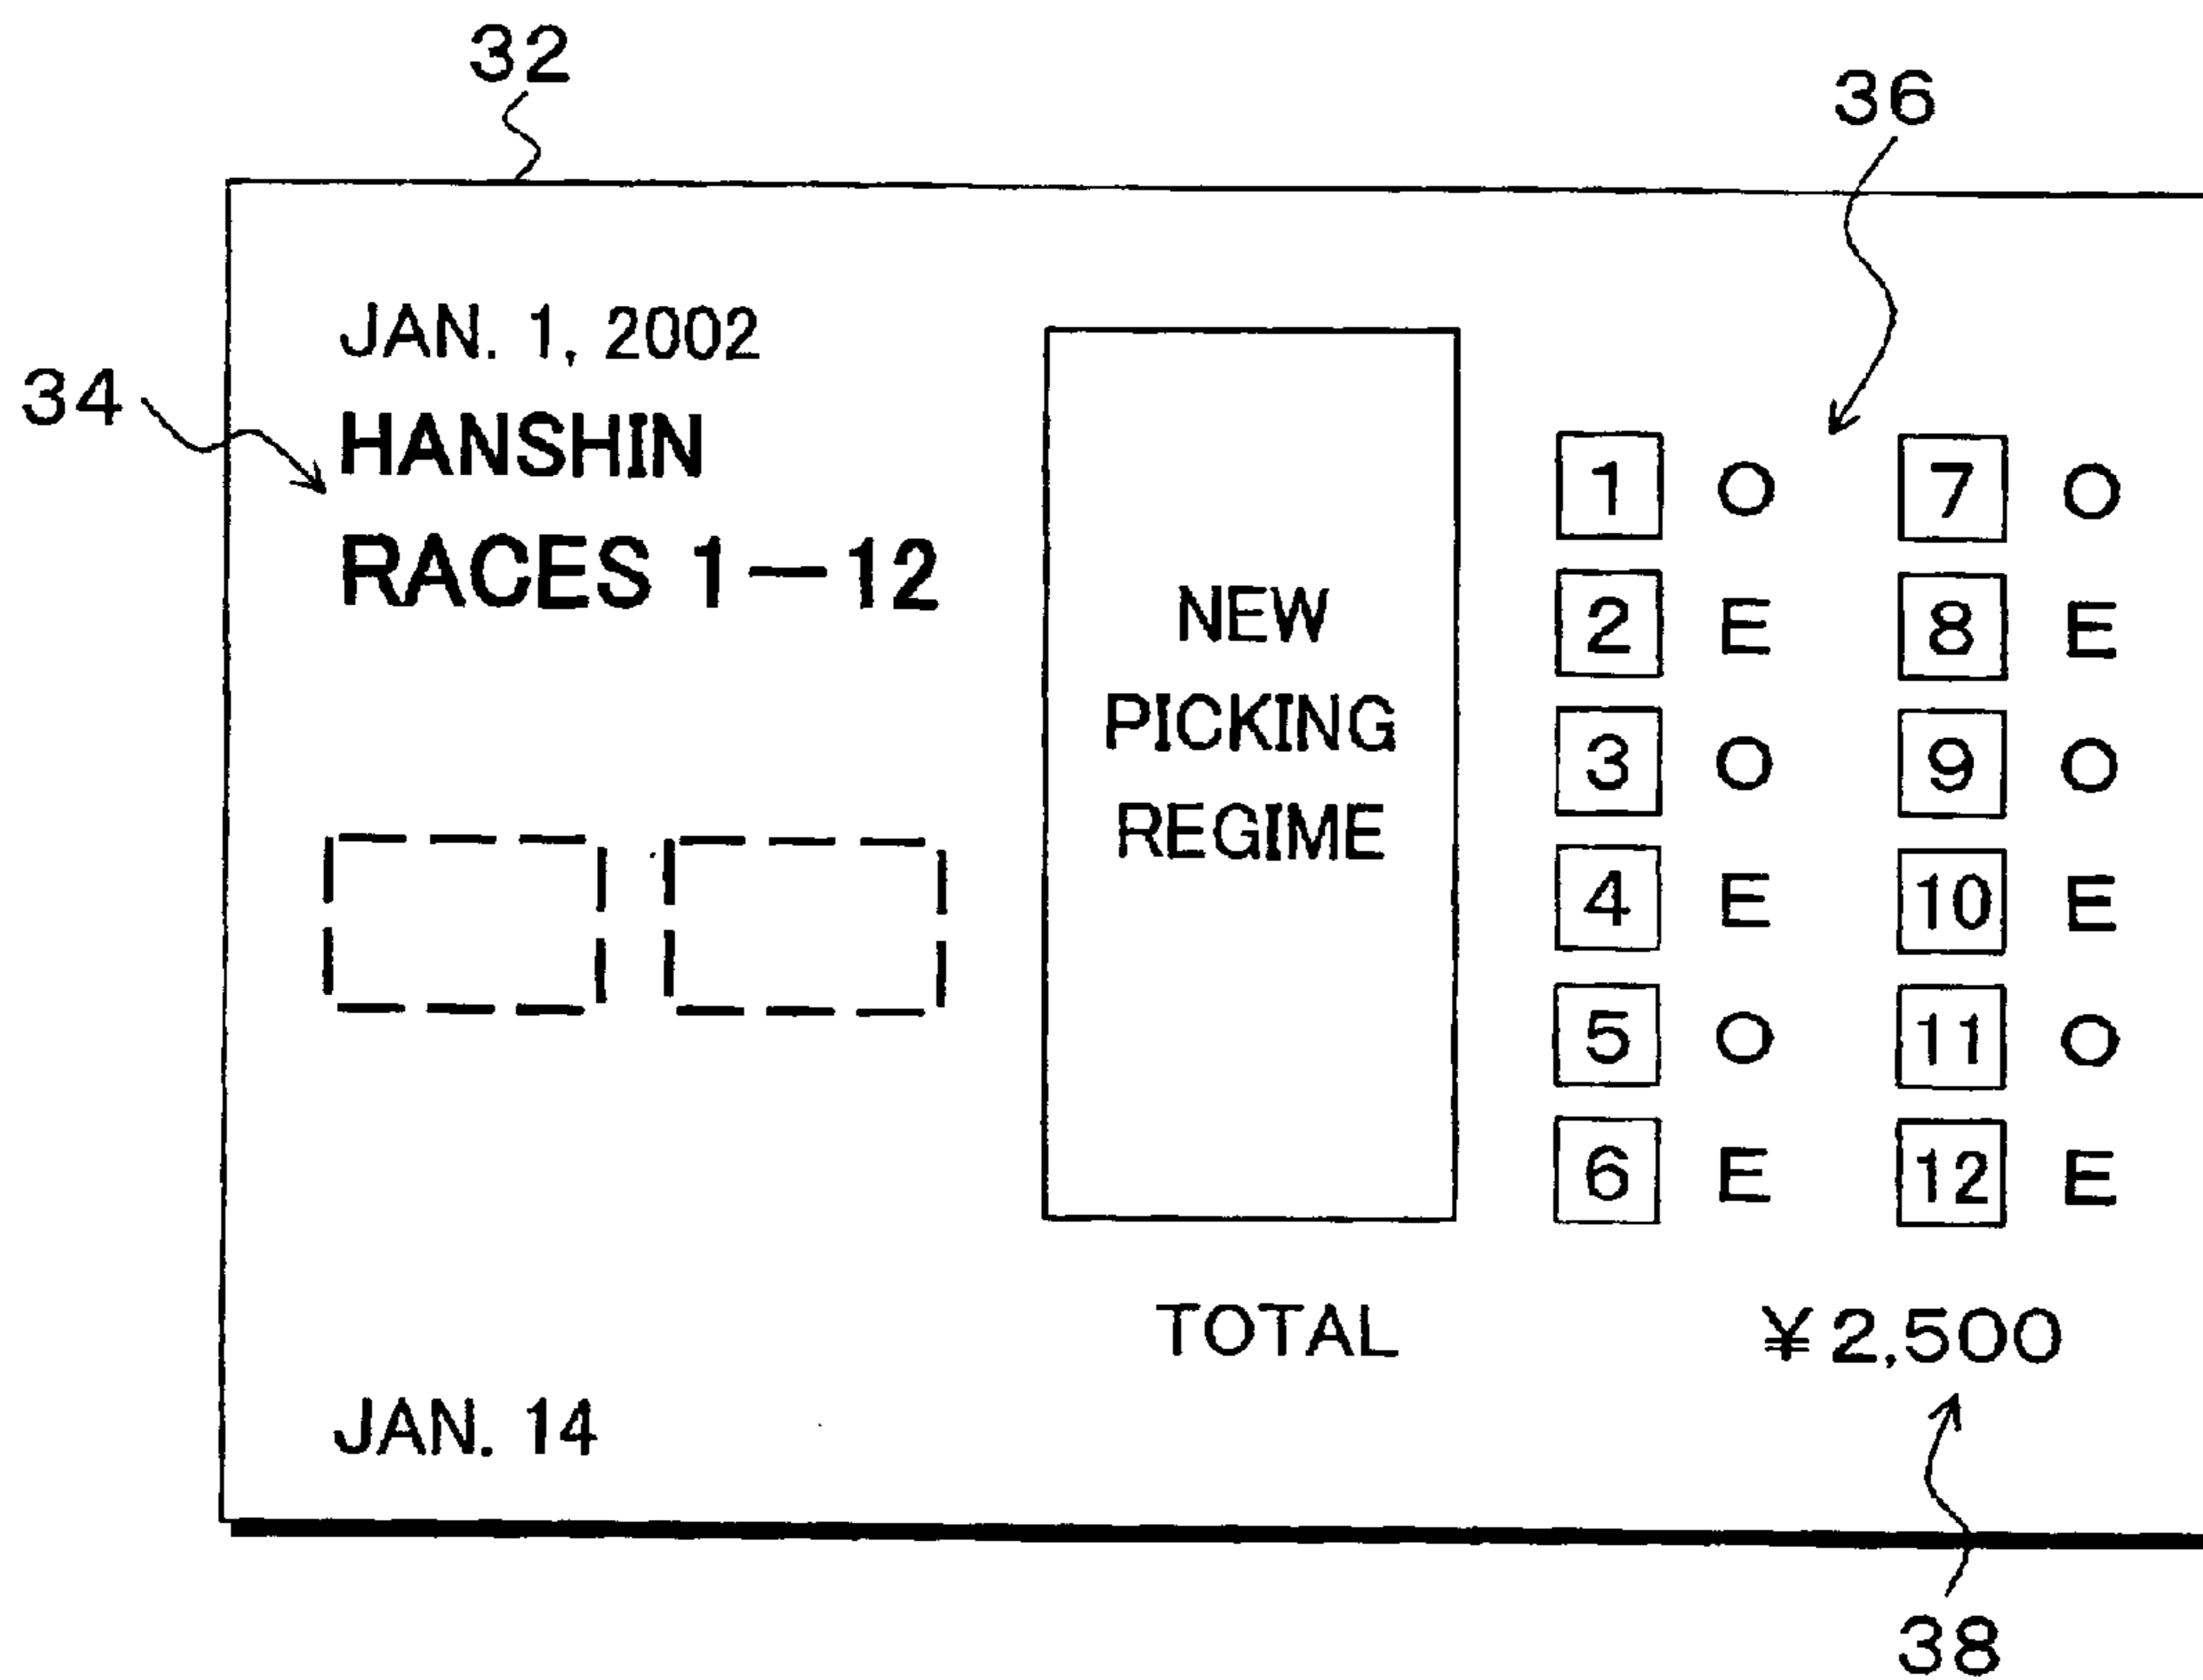 32
36
34
JAN. 1, 2002
HANSHIN
RACES 1—12
NEW
PICKING
REGIME
1 O 7 O
2 E 8 E
3 O 9 O
4 E 10 E
5 O 11 O
6 E 12 E
TOTAL ¥2,500
JAN. 14
38